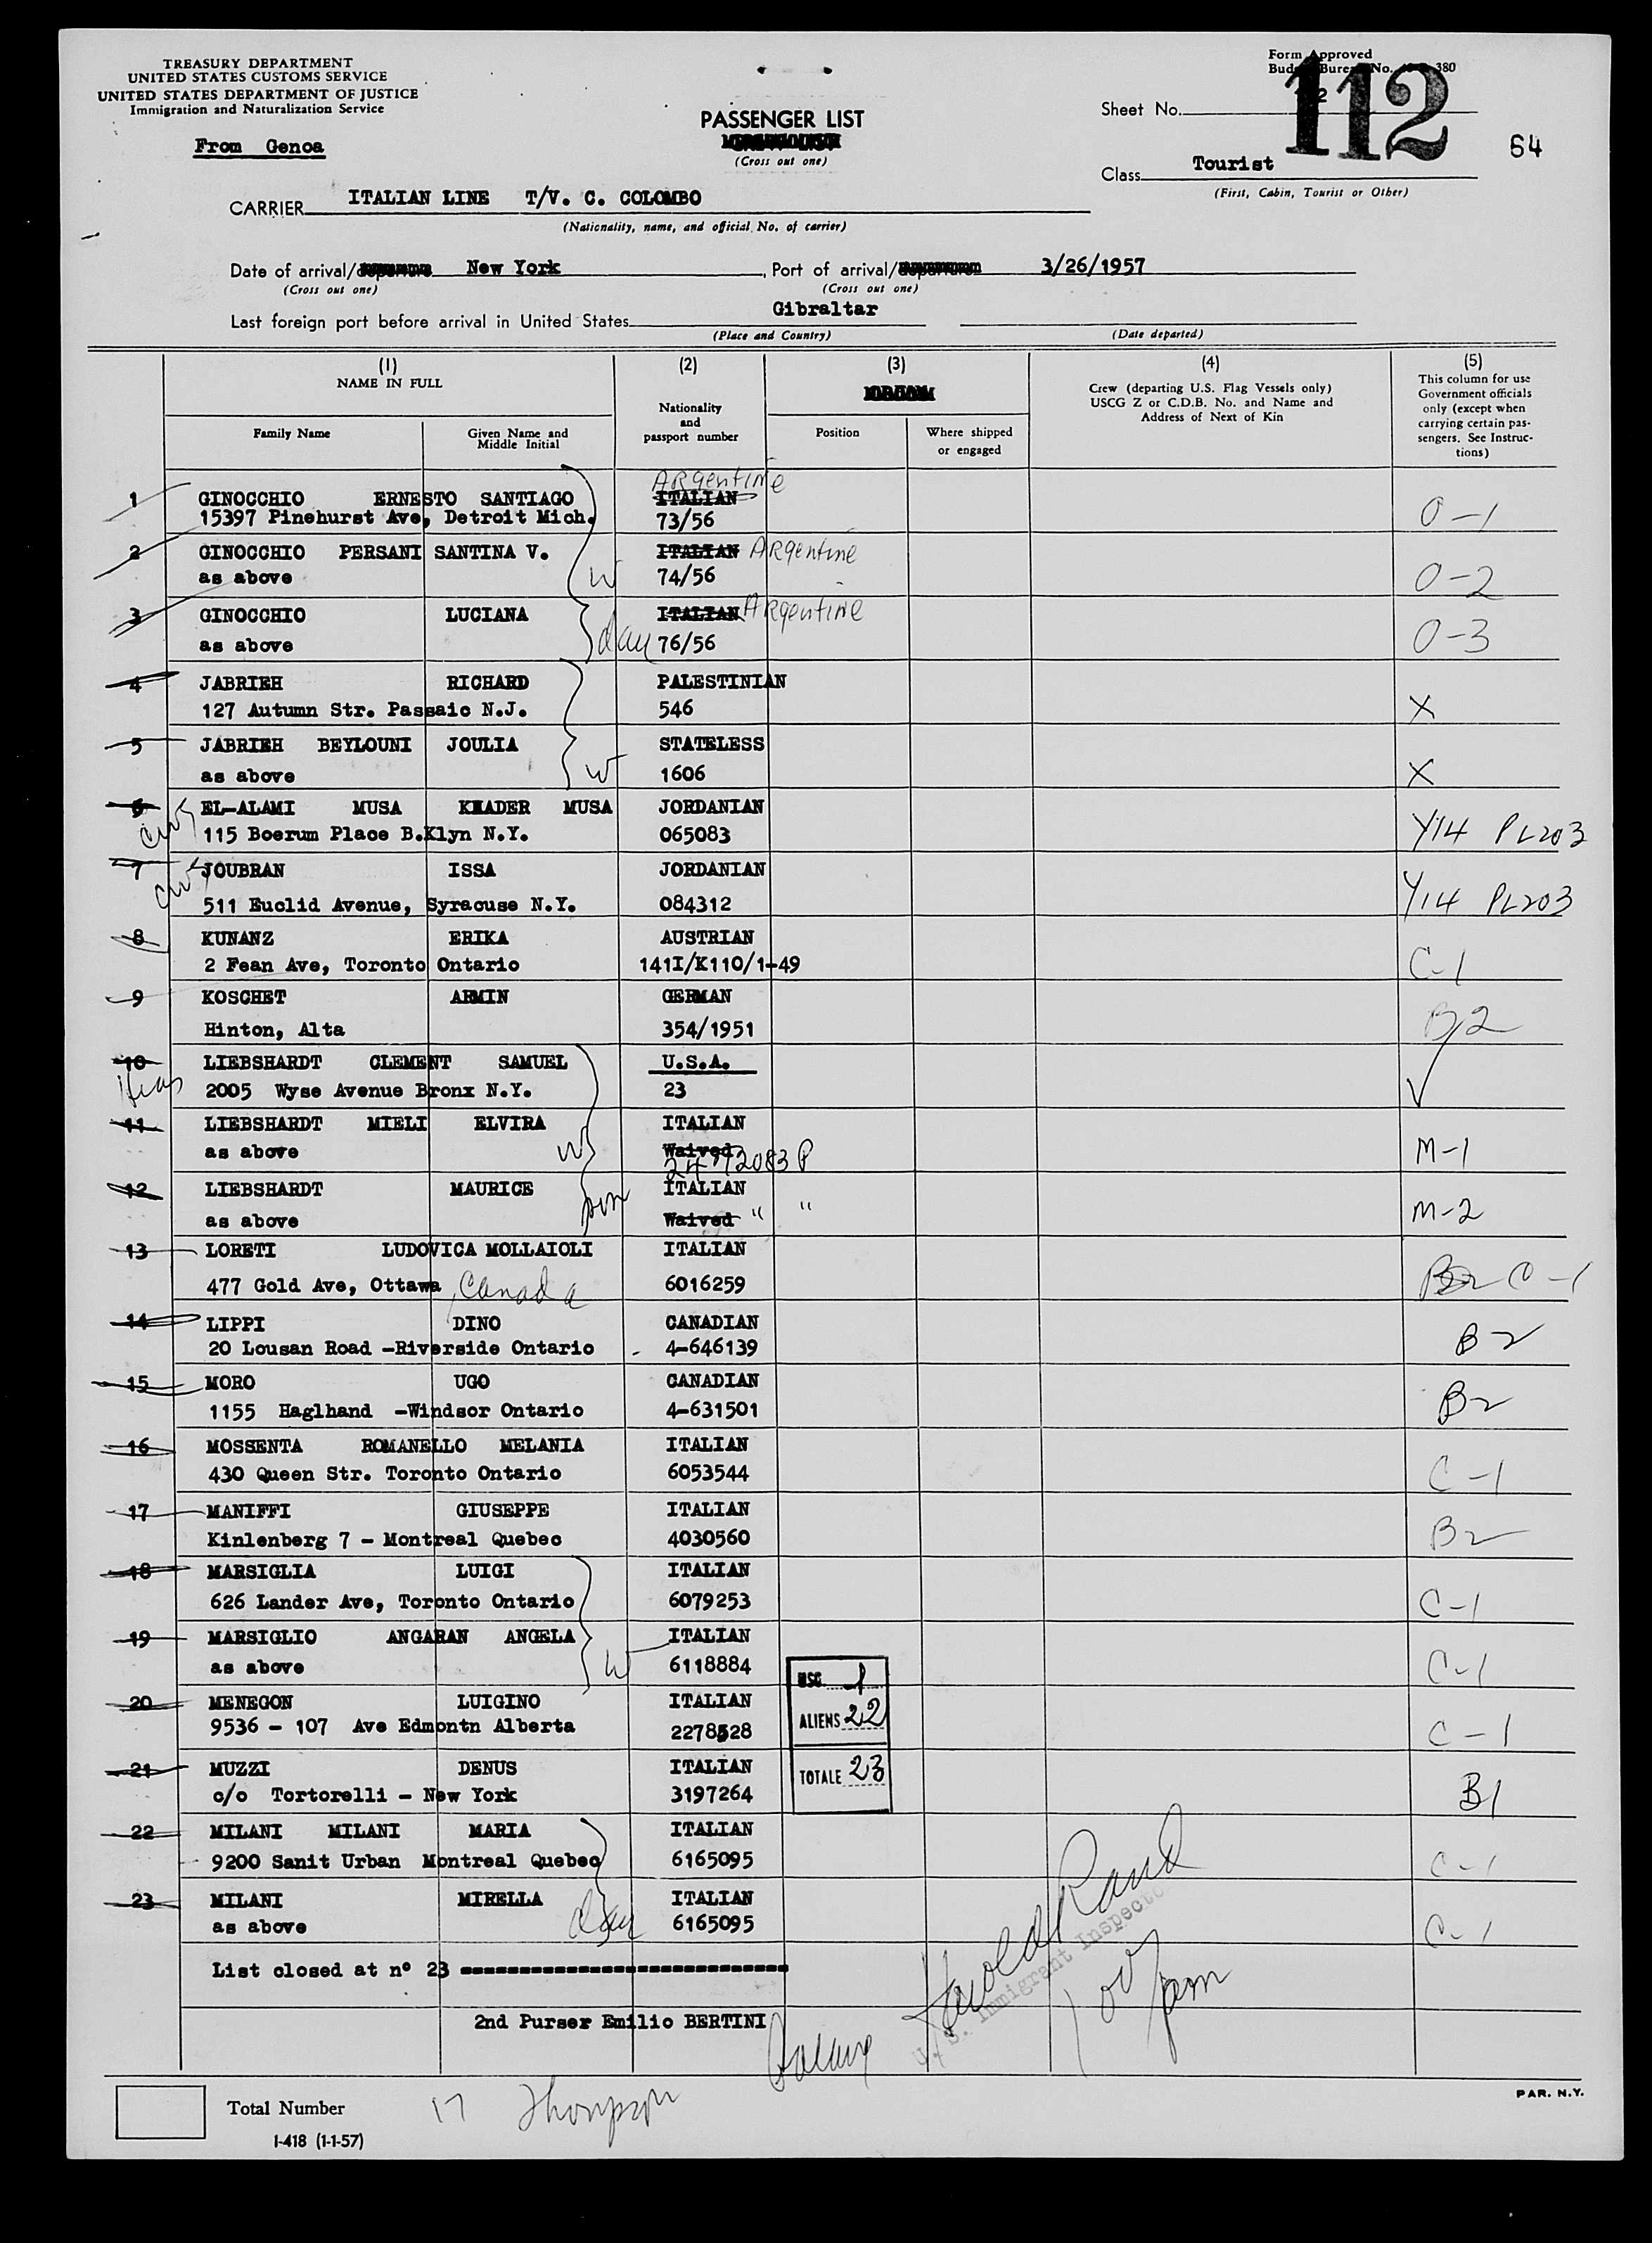 TREASURY DEPARTMENT
UNITED STATES CUSTOMS SERVICE
UNITED STATES DEPARTMENT OF JUSTICE
Immigration and Naturalization Service
From Genoa
PASSENGER LIST
(Cross out one)
Form Approved
Budget Bureau No. 380
Sheet No. 112
64
Class Tourist
(First, Cabin, Tourist or Other)
CARRIER ITALIAN LINE T/V. C. COLOMBO
(Nationality, name, and official No. of carrier)
Date of arrival/departure New York, Port of arrival/departure 3/26/1957
(Cross out one) (Cross out one)
Last foreign port before arrival in United States Gibraltar
(Place and Country) (Date departed)
(1) NAME IN FULL
Family Name
Given Name and Middle Initial
(2) Nationality and passport number
(3)
Position
Where shipped or engaged
(4) Crew (departing U.S. Flag Vessels only) USCG Z or C.D.B. No. and Name and Address of Next of Kin
(5) This column for use Government officials only (except when carrying certain passengers. See Instructions)
Argentine
1 GINOCCHIO ERNESTO SANTIAGO ITALIAN
15397 Pinehurst Ave, Detroit Mich. 73/56 O-1
2 GINOCCHIO PERSANI SANTINA V. ITALIAN Argentine
as above W 74/56 O-2
3 GINOCCHIO LUCIANA ITALIAN Argentine
as above dau 76/56 O-3
4 JABRIEH RICHARD PALESTINIAN
127 Autumn Str. Passaic N.J. 546 X
5 JABRIEH BEYLOUNI JOULIA STATELESS
as above W 1606 X
6 EL-ALAMI MUSA KHADER MUSA JORDANIAN
115 Boerum Place B.Klyn N.Y. 065083 Y14 PL203
7 JOUBRAN ISSA JORDANIAN
511 Euclid Avenue, Syracuse N.Y. 084312 Y14 PL203
8 KUNANZ ERIKA AUSTRIAN
2 Fean Ave, Toronto Ontario 141I/K110/1-49 C-1
9 KOSCHET ARMIN GERMAN
Hinton, Alta 354/1951 B2
10 LIEBSHARDT CLEMENT SAMUEL U.S.A.
2005 Wyse Avenue Bronx N.Y. 23
11 LIEBSHARDT MIELI ELVIRA ITALIAN
as above W Waived M-1
12 LIEBSHARDT MAURICE ITALIAN
as above son Waived " " M-2
13 LORETI LUDOVICA MOLLAIOLI ITALIAN
477 Gold Ave, Ottawa, Canada 6016259 B2 C-1
14 LIPPI DINO CANADIAN
20 Lousan Road -Riverside Ontario - 4-646139 B2
15 MORO UGO CANADIAN
1155 Haglhand -Windsor Ontario 4-631501 B2
16 MOSSENTA ROMANELLO MELANIA ITALIAN
430 Queen Str. Toronto Ontario 6053544 C-1
17 MANIFFI GIUSEPPE ITALIAN
Kinlenberg 7 - Montreal Quebec 4030560 B2
18 MARSIGLIA LUIGI ITALIAN
626 Lander Ave, Toronto Ontario 6079253 C-1
19 MARSIGLIO ANGARAN ANGELA ITALIAN
as above W 6118884 C-1
20 MENEGON LUIGINO ITALIAN
9536 - 107 Ave Edmontn Alberta 2278528 C-1
21 MUZZI DENUS ITALIAN
c/o Tortorelli - New York 3197264 B1
USC 1
ALIENS 22
TOTALE 23
22 MILANI MILANI MARIA ITALIAN
9200 Sanit Urban Montreal Quebec 6165095 C-1
23 MILANI MIRELLA ITALIAN
as above dau 6165095 C-1
List closed at n° 23
Harold Rand
U. S. Immigrant Inspector
1 00 pm
2nd Purser Emilio BERTINI
Total Number 17 Thompson
I-418 (1-1-57)
PAR. N.Y.